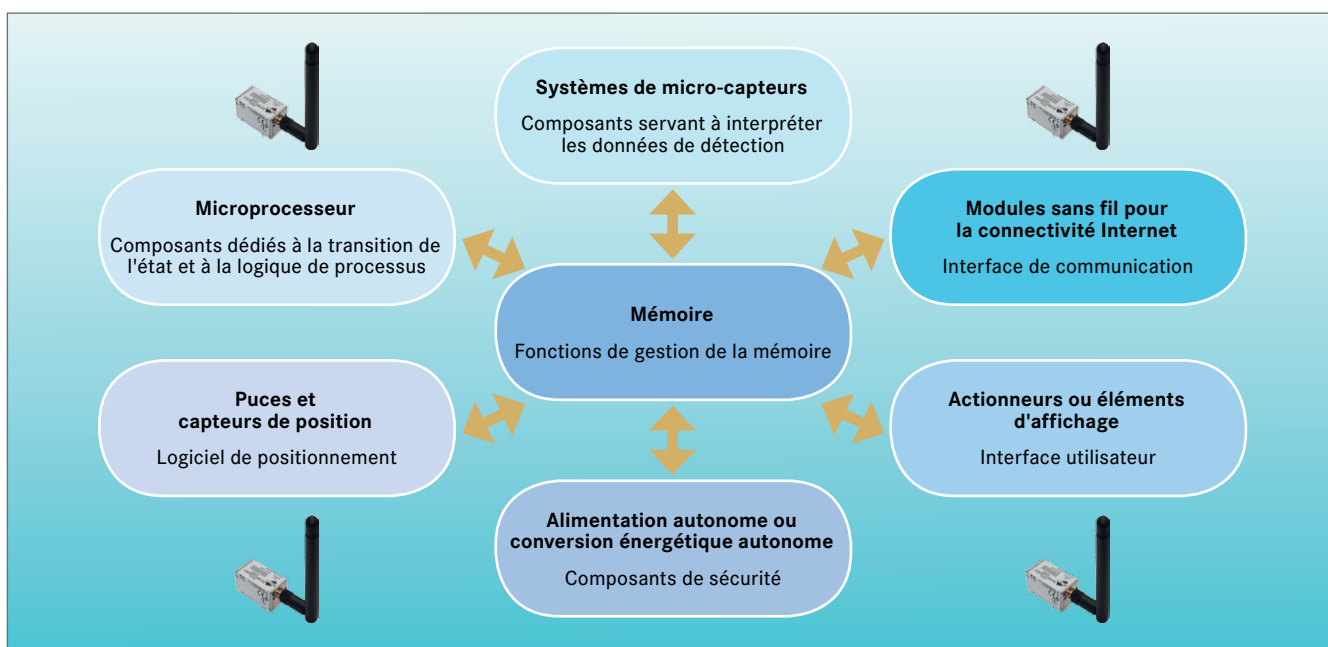 Systèmes de micro-capteurs
Composants servant à interpréter
les données de détection
Microprocesseur
Composants dédiés à la transition de
l'état et à la logique de processus
Modules sans fil pour
la connectivité Internet
Interface de communication
Mémoire
Fonctions de gestion de la mémoire
Puces et
capteurs de position
Logiciel de positionnement
Actionneurs ou éléments
d'affichage
Interface utilisateur
Alimentation autonome ou
conversion énergétique autonome
Composants de sécurité